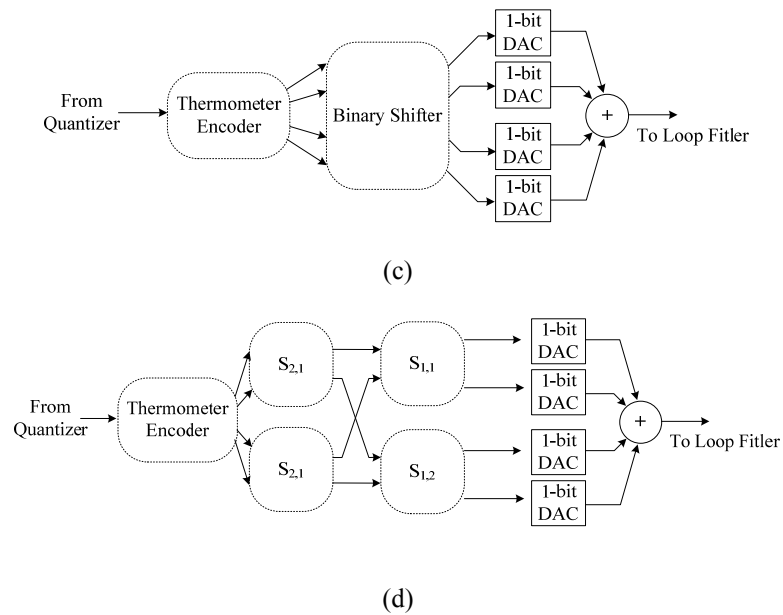 1-bit
DAC
1-bit
DAC
From
Quantizer
Thermometer
Encoder
Binary Shifter
+
To Loop Fitler
1-bit
DAC
1-bit
DAC
(c)
1-bit
DAC
S2,1
S1,1
1-bit
DAC
From
Quantizer
Thermometer
Encoder
+
To Loop Fitler
1-bit
DAC
S2,1
S1,2
1-bit
DAC
(d)